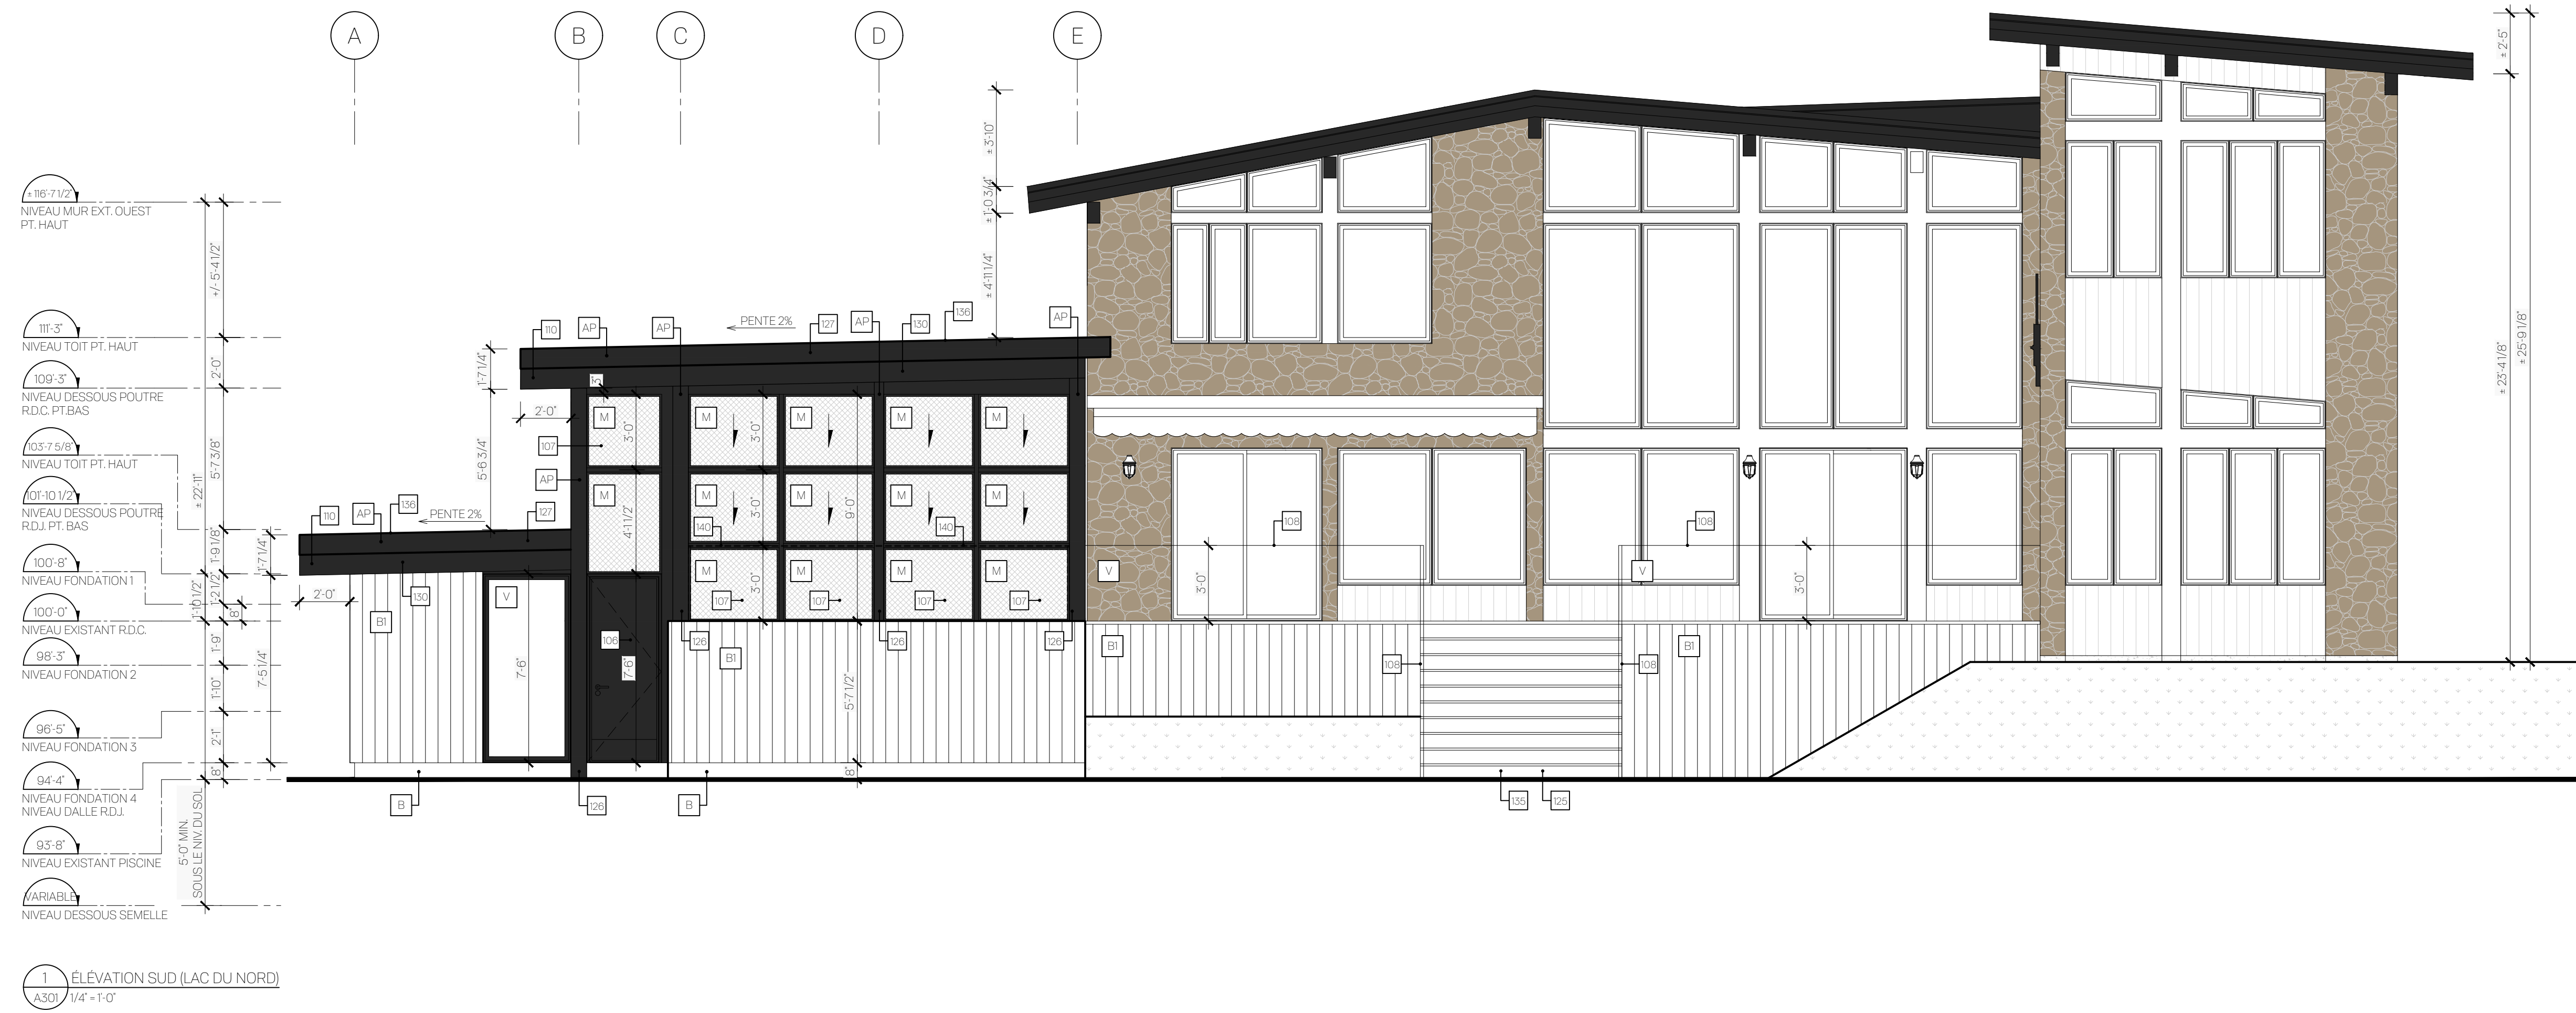 A
B
C
D
E
± 2'-5"
± 23'-4 1/8"
± 25'-9 1/8"
± 3'-10"
± 1'-0 3/4"
± 4'-11 1/4"
± 116'-7 1/2"
NIVEAU MUR EXT. OUEST
PT. HAUT
111'-3"
NIVEAU TOIT PT. HAUT
109'-3"
NIVEAU DESSOUS POUTRE
R.D.C. PT.BAS
103'-7 5/8"
NIVEAU TOIT PT. HAUT
101'-10 1/2"
NIVEAU DESSOUS POUTRE
R.D.J. PT. BAS
100'-8"
NIVEAU FONDATION 1
100'-0"
NIVEAU EXISTANT R.D.C.
98'-3"
NIVEAU FONDATION 2
96'-5"
NIVEAU FONDATION 3
94'-4"
NIVEAU FONDATION 4
NIVEAU DALLE R.D.J.
93'-8"
NIVEAU EXISTANT PISCINE
VARIABLE
NIVEAU DESSOUS SEMELLE
± 22'-11"
1'-10 1/2"
5'-0" MIN.
SOUS LE NIV. DU SOL
+/- 5'-4 1/2"
2'-0"
5'-7 3/8"
1'-9 1/8"
1'-2 1/2"
8"
1'-9"
1'-10"
2'-1"
8"
1'-7 1/4"
7'-5 1/4"
110
AP
AP
PENTE 2%
127
AP
130
136
AP
1'-7 1/4"
5'-6 3/4"
2'-0"
3"
107
AP
M
M
M
M
M
3'-0"
3'-0"
M
M
M
M
M
4'-1 1/2"
3'-0"
9'-0"
140
140
M
M
M
M
3'-0"
107
107
107
107
110
AP
136
PENTE 2%
127
2'-0"
130
B1
V
7'-6"
106
7'-6"
126
126
126
B1
5'-7 1/2"
8"
B
126
B
108
108
V
V
3'-0"
3'-0"
B1
B1
108
108
135
125
1
ÉLÉVATION SUD (LAC DU NORD)
A301
1/4" = 1'-0"